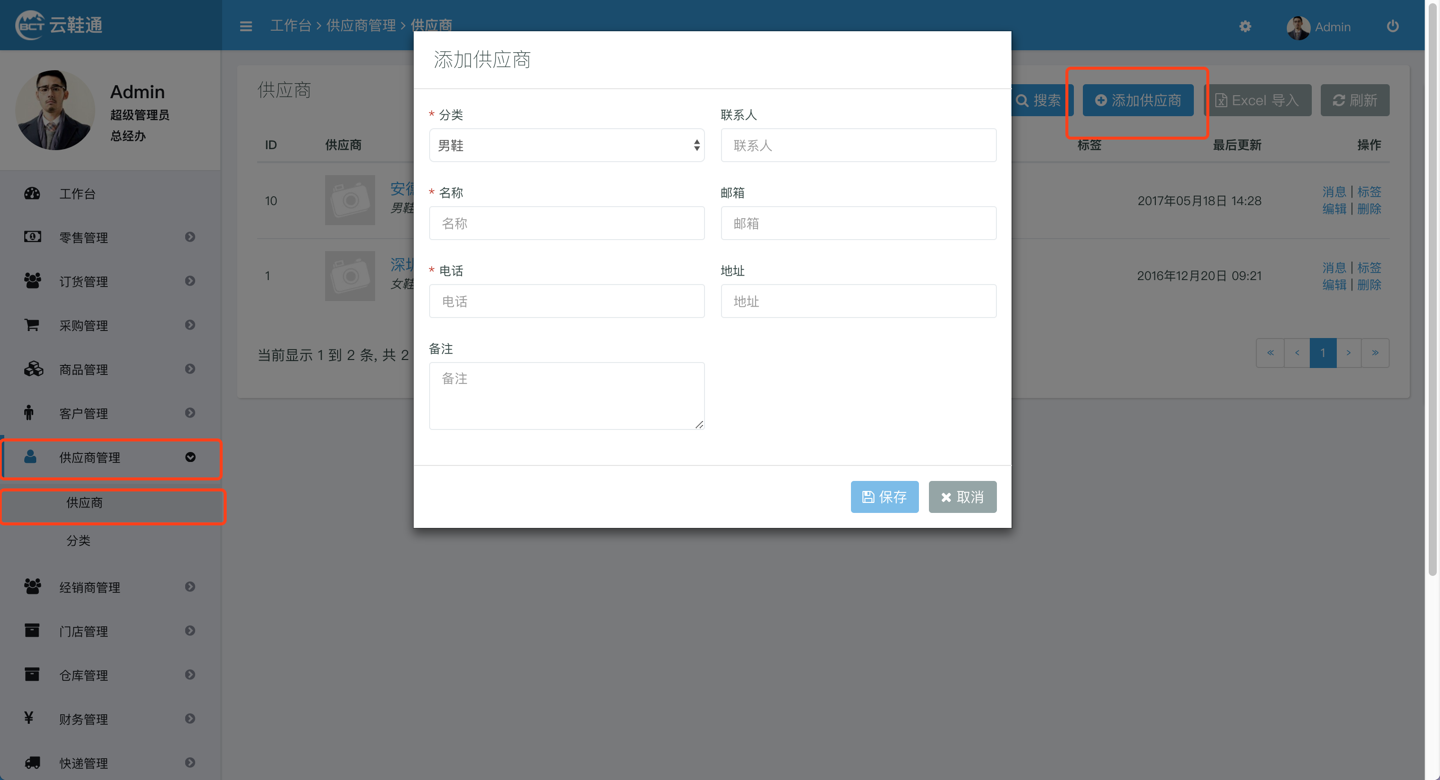 BCT 云鞋通
工作台 > 供应商管理 > 供应商
Admin
Admin
超级管理员
总经办
工作台
零售管理
订货管理
采购管理
商品管理
客户管理
供应商管理
供应商
分类
经销商管理
门店管理
仓库管理
¥ 财务管理
快递管理
供应商
搜索
添加供应商
Excel 导入
刷新
ID 供应商 标签 最后更新 操作
10 男鞋 2017年05月18日 14:28 消息 | 标签
编辑 | 删除
1 深圳 女鞋 2016年12月20日 09:21 消息 | 标签
编辑 | 删除
当前显示 1 到 2 条, 共 2
« ‹ 1 › »
添加供应商
* 分类
男鞋
联系人
联系人
* 名称
名称
邮箱
邮箱
* 电话
电话
地址
地址
备注
备注
保存
取消